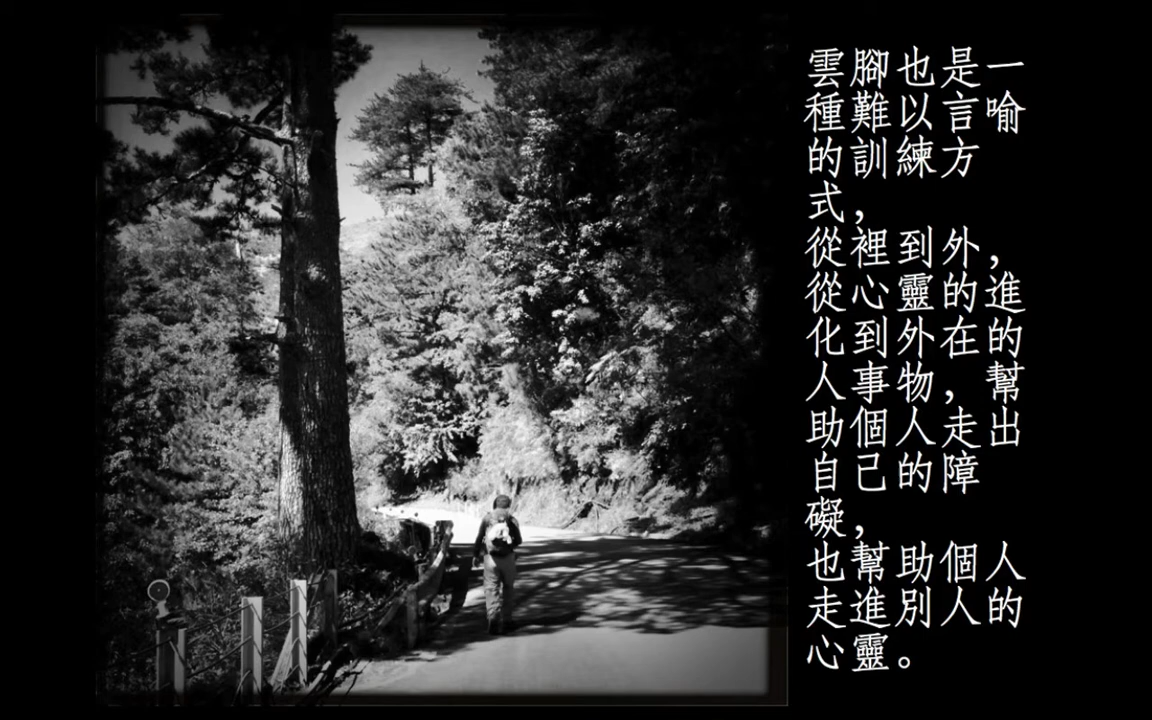 雲腳也是一
種難以言喻
的訓練方
式，
從裡到外，
從心靈的進
化到外在的
人事物，幫
助個人走出
自己的障
礙，
也幫助個人
走進別人的
心靈。